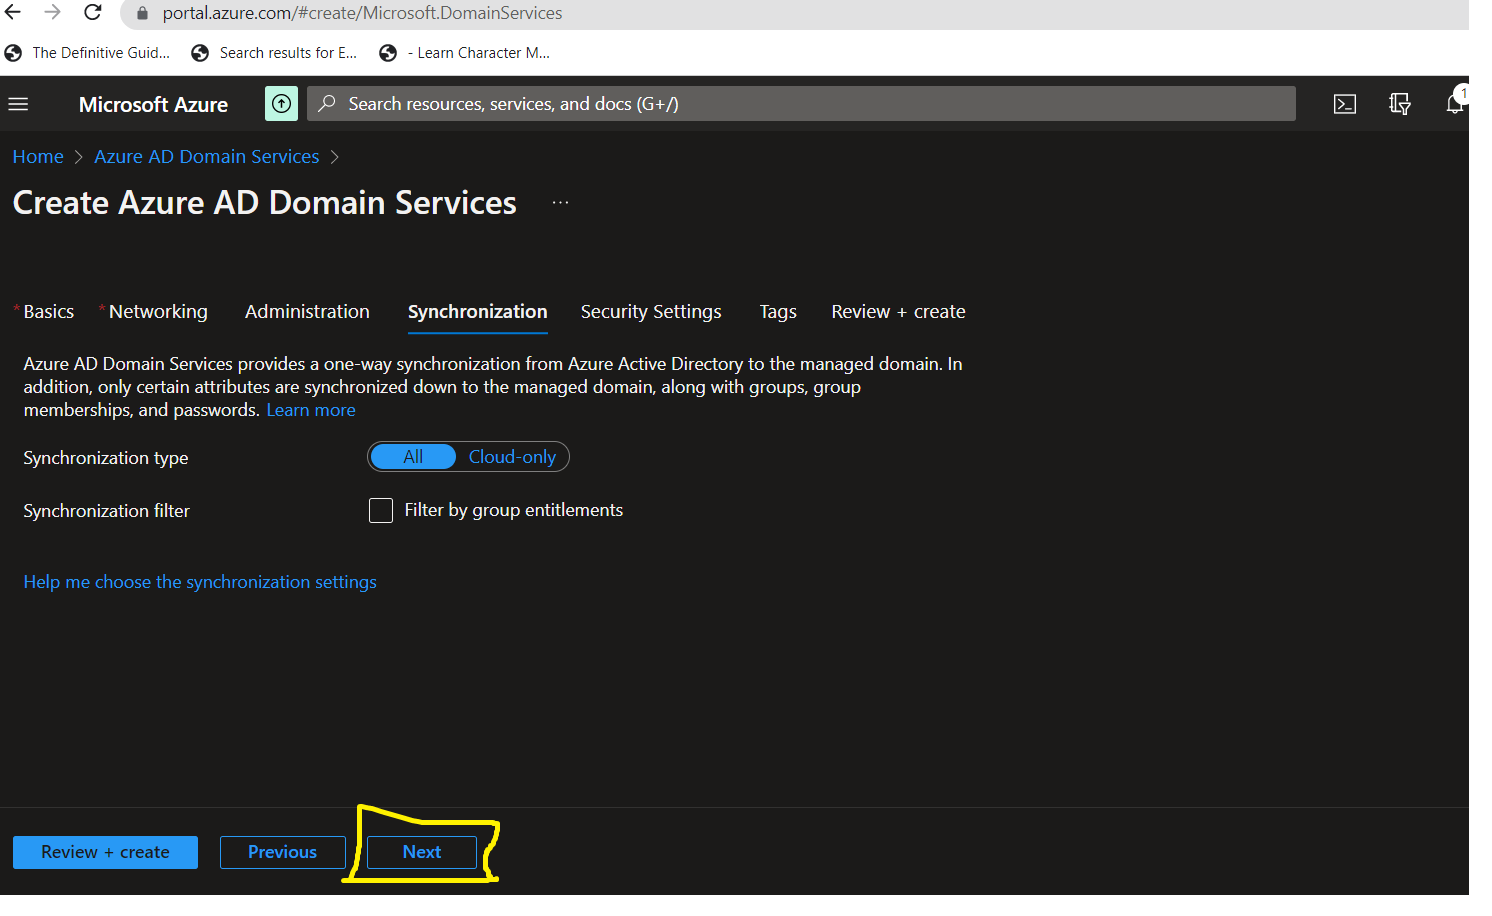 portal.azure.com/#create/Microsoft.DomainServices
The Definitive Guid... Search results for E... - Learn Character M...
Microsoft Azure Search resources, services, and docs (G+/) 1
Home > Azure AD Domain Services >
Create Azure AD Domain Services ...
* Basics * Networking Administration Synchronization Security Settings Tags Review + create
Azure AD Domain Services provides a one-way synchronization from Azure Active Directory to the managed domain. In
addition, only certain attributes are synchronized down to the managed domain, along with groups, group
memberships, and passwords. Learn more
Synchronization type All Cloud-only
Synchronization filter Filter by group entitlements
Help me choose the synchronization settings
Review + create Previous Next